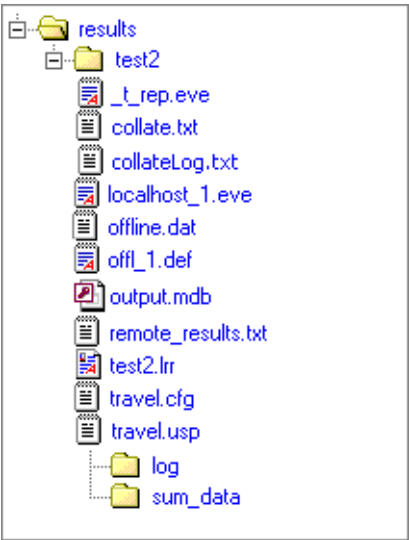 results
test2
_t_rep.eve
collate.txt
collateLog.txt
localhost_1.eve
offline.dat
offl_1.def
output.mdb
remote_results.txt
test2.lrr
travel.cfg
travel.usp
log
sum_data